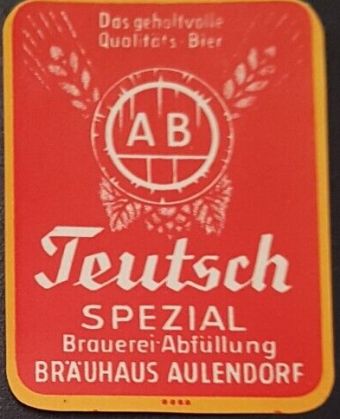 Das gehaltvolle
Qualitäts-Bier
AB
Teutsch
SPEZIAL
Brauerei-Abfüllung
BRÄUHAUS AULENDORF